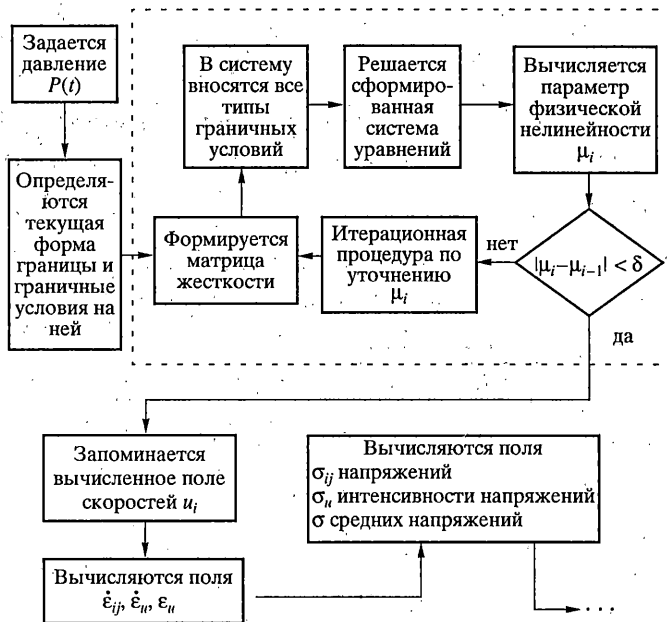 Задается
давление
P(t)
Определя-
ются
текущая
форма
границы и
граничные
условия на
ней
В систему
вносятся все
типы
граничных
условий
Решается
сформиро-
ванная
система
уравнений
Вычисляется
параметр
физической
нелинейности
μᵢ
Формируется
матрица
жесткости
Итерационная
процедура по
уточнению
μᵢ
нет
|μᵢ−μᵢ₋₁| < δ
да
Запоминается
вычисленное поле
скоростей uᵢ
Вычисляются поля
ε̇ᵢⱼ, ε̇ᵤ, εᵤ
Вычисляются поля
σᵢⱼ напряжений
σᵤ интенсивности напряжений
σ средних напряжений
...